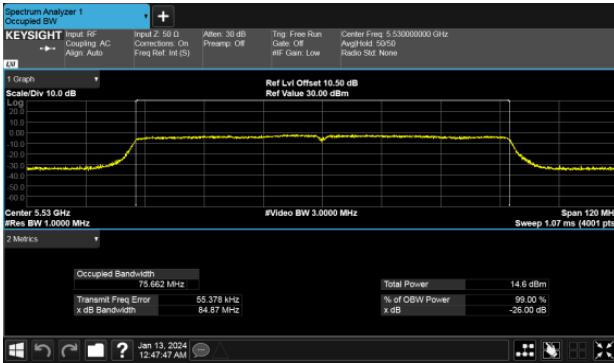 Spectrum Analyzer 1
Occupied BW
KEYSIGHT
Input: RF
Coupling: AC
Align: Auto
Input Z: 50 Ω
Corrections: On
Freq Ref: Int (S)
Atten: 30 dB
Preamp: Off
Trig: Free Run
Gate: Off
#IF Gain: Low
Center Freq: 5.530000000 GHz
Avg|Hold: 50/50
Radio Std: None
LXI
1 Graph
Scale/Div 10.0 dB
Ref Lvl Offset 10.50 dB
Ref Value 30.00 dBm
Log
20.0
10.0
0.00
-10.0
-20.0
-30.0
-40.0
-50.0
-60.0
Center 5.53 GHz
#Res BW 1.0000 MHz
#Video BW 3.0000 MHz
Span 120 MH
Sweep 1.07 ms (4001 pts
2 Metrics
Occupied Bandwidth
75.662 MHz
Total Power 14.6 dBm
Transmit Freq Error 55.378 kHz
% of OBW Power 99.00 %
x dB Bandwidth 84.87 MHz
x dB -26.00 dB
?
Jan 13, 2024
12:47:47 AM